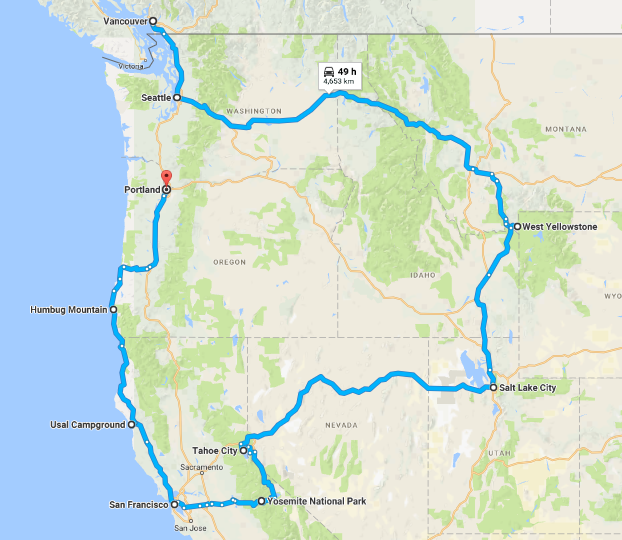 Vancouver
Victoria
Seattle
49 h
4,653 km
WASHINGTON
MONTANA
Portland
West Yellowstone
OREGON
IDAHO
WYO
Humbug Mountain
Salt Lake City
Usal Campground
NEVADA
Tahoe City
UTAH
Sacramento
San Francisco
Yosemite National Park
San Jose